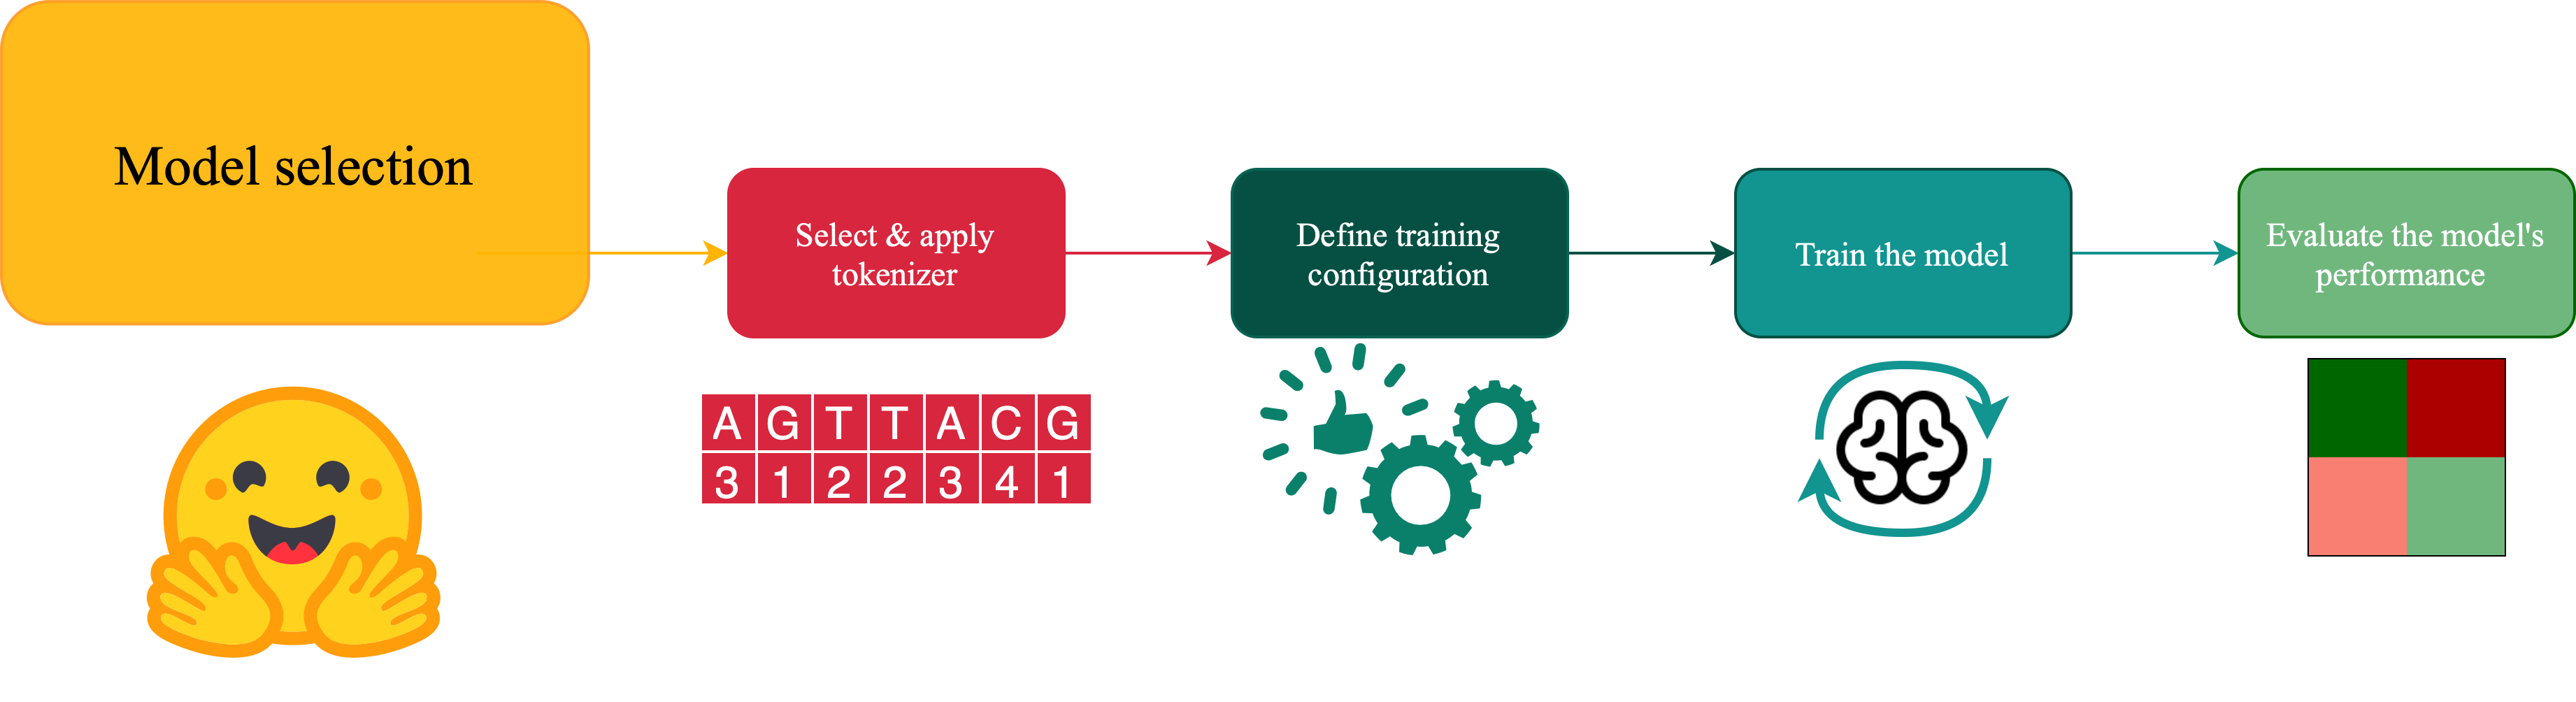 Model selection
Select & apply
tokenizer
Define training
configuration
Train the model
Evaluate the model's
performance
A G T T A C G
3 1 2 2 3 4 1